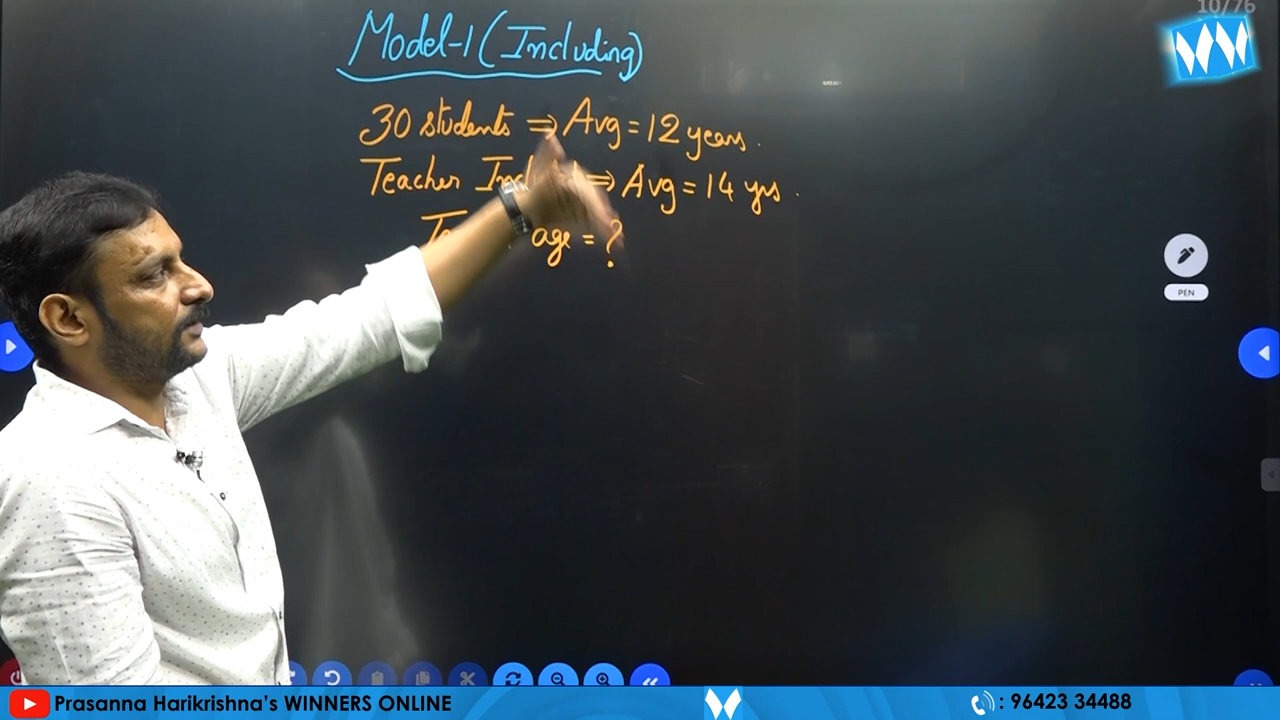 10/76
Model-1 (Including)
30 students ⇒ Avg = 12 years.
Teacher ⇒ Avg = 14 yrs.
age = ?
PEN
Prasanna Harikrishna's WINNERS ONLINE
: 96423 34488